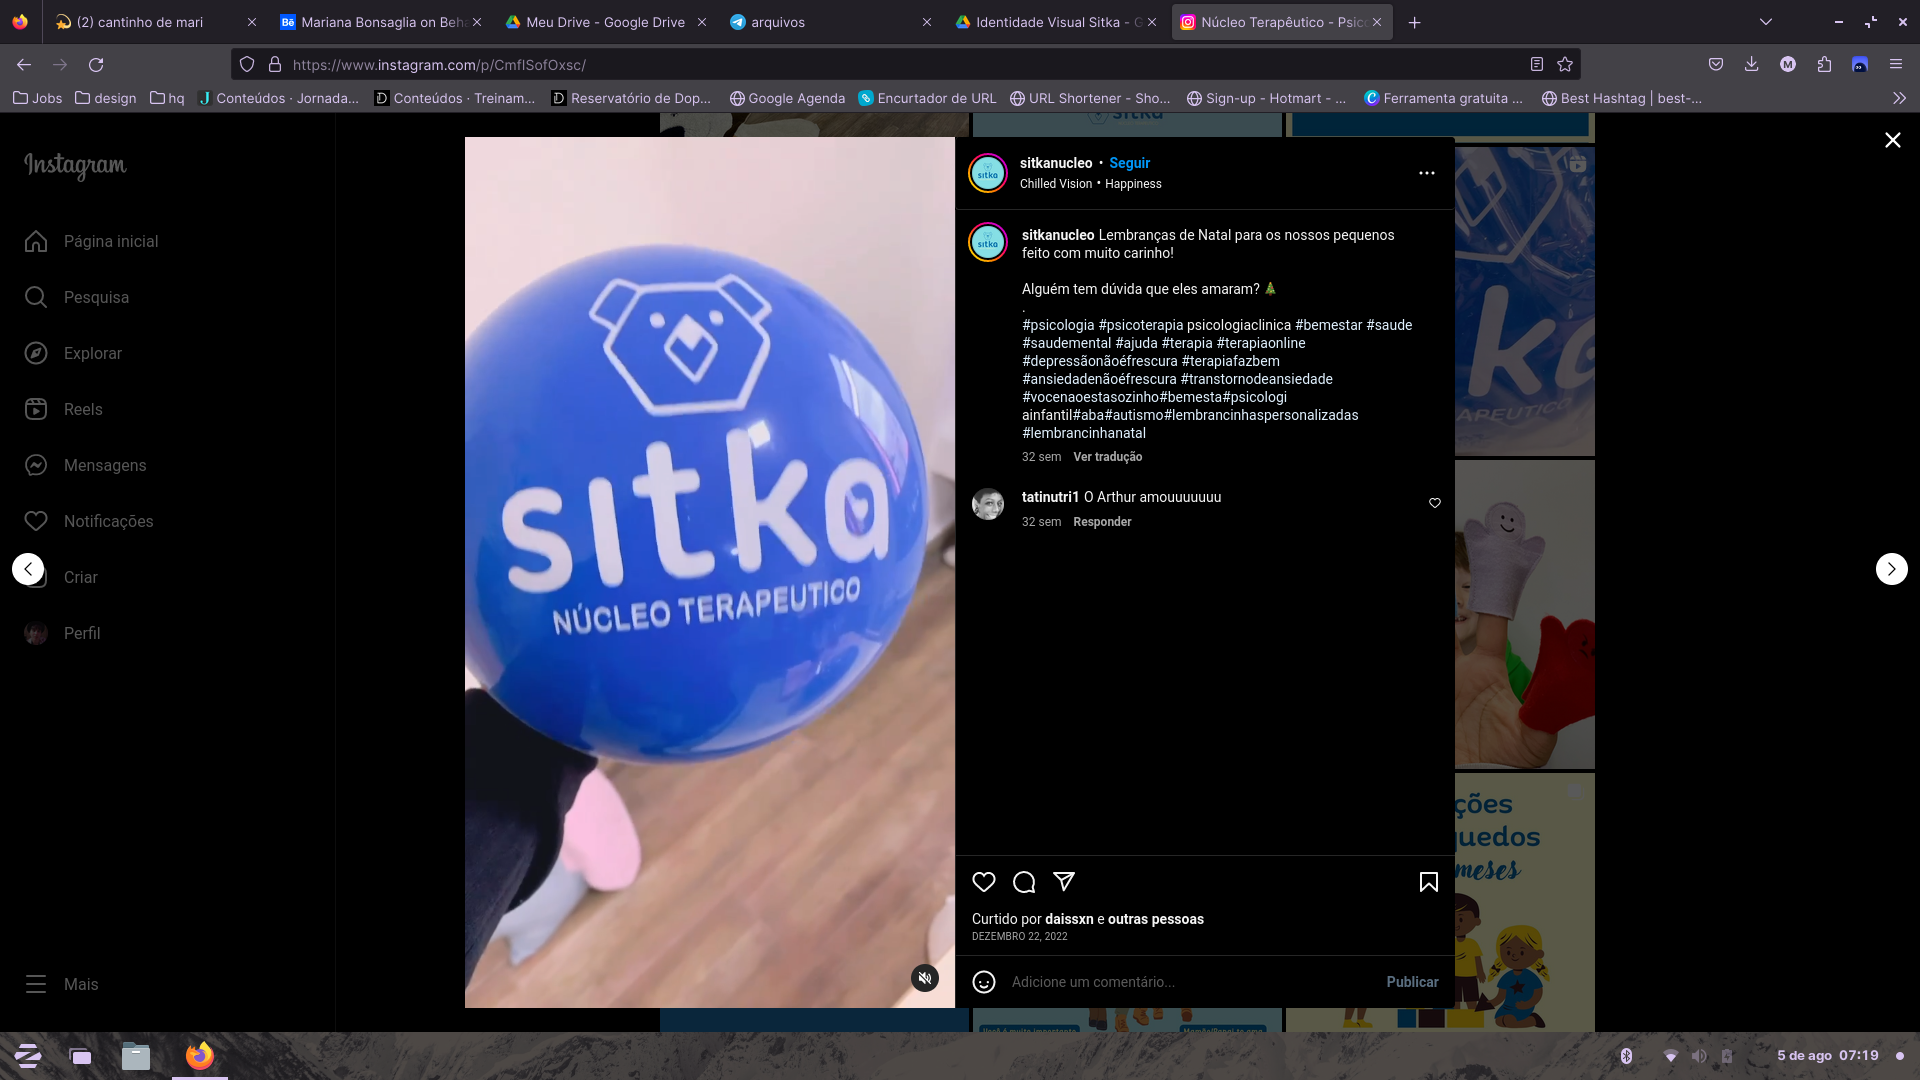 (2) cantinho de mari
Mariana Bonsaglia on Beh
Meu Drive - Google Drive
arquivos
Identidade Visual Sitka - G
Núcleo Terapêutico - Psico
https://www.instagram.com/p/CmfISofOxsc/
Jobs
design
hq
Conteúdos · Jornada...
Conteúdos · Treinam...
Reservatório de Dop...
Google Agenda
Encurtador de URL
URL Shortener - Sho...
Sign-up - Hotmart - ...
Ferramenta gratuita ...
Best Hashtag | best-...
Instagram
Página inicial
Pesquisa
Explorar
Reels
Mensagens
Notificações
Criar
Perfil
Mais
sitka
NÚCLEO TERAPEUTICO
sitka
sitkanucleo • Seguir
Chilled Vision • Happiness
sitka
sitkanucleo Lembranças de Natal para os nossos pequenos
feito com muito carinho!
Alguém tem dúvida que eles amaram? 🎄
.
#psicologia #psicoterapia psicologiaclinica #bemestar #saude
#saudemental #ajuda #terapia #terapiaonline
#depressãonãoéfrescura #terapiafazbem
#ansiedadenãoéfrescura #transtornodeansiedade
#vocenaoestasozinho#bemesta#psicologi
ainfantil#aba#autismo#lembrancinhaspersonalizadas
#lembrancinhanatal
32 sem Ver tradução
tatinutri1 O Arthur amouuuuuuu
32 sem Responder
Curtido por daissxn e outras pessoas
DEZEMBRO 22, 2022
Adicione um comentário...
Publicar
ções
quedos
meses
5 de ago 07:19